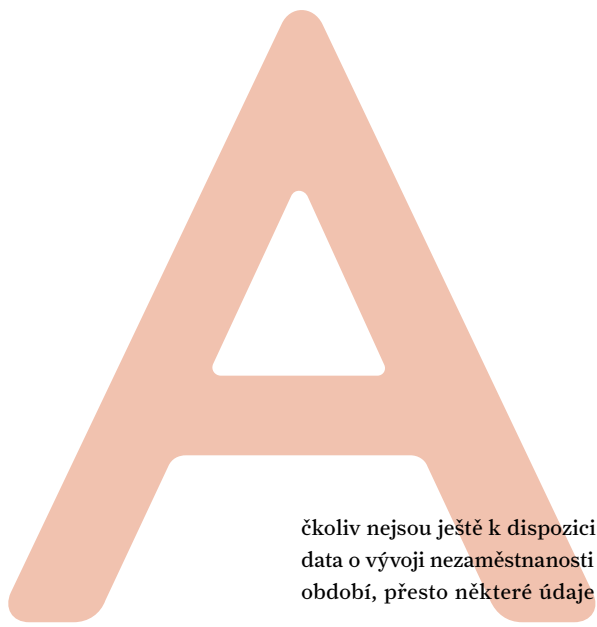 A
čkoliv nejsou ještě k dispozici
data o vývoji nezaměstnanosti
období, přesto některé údaje